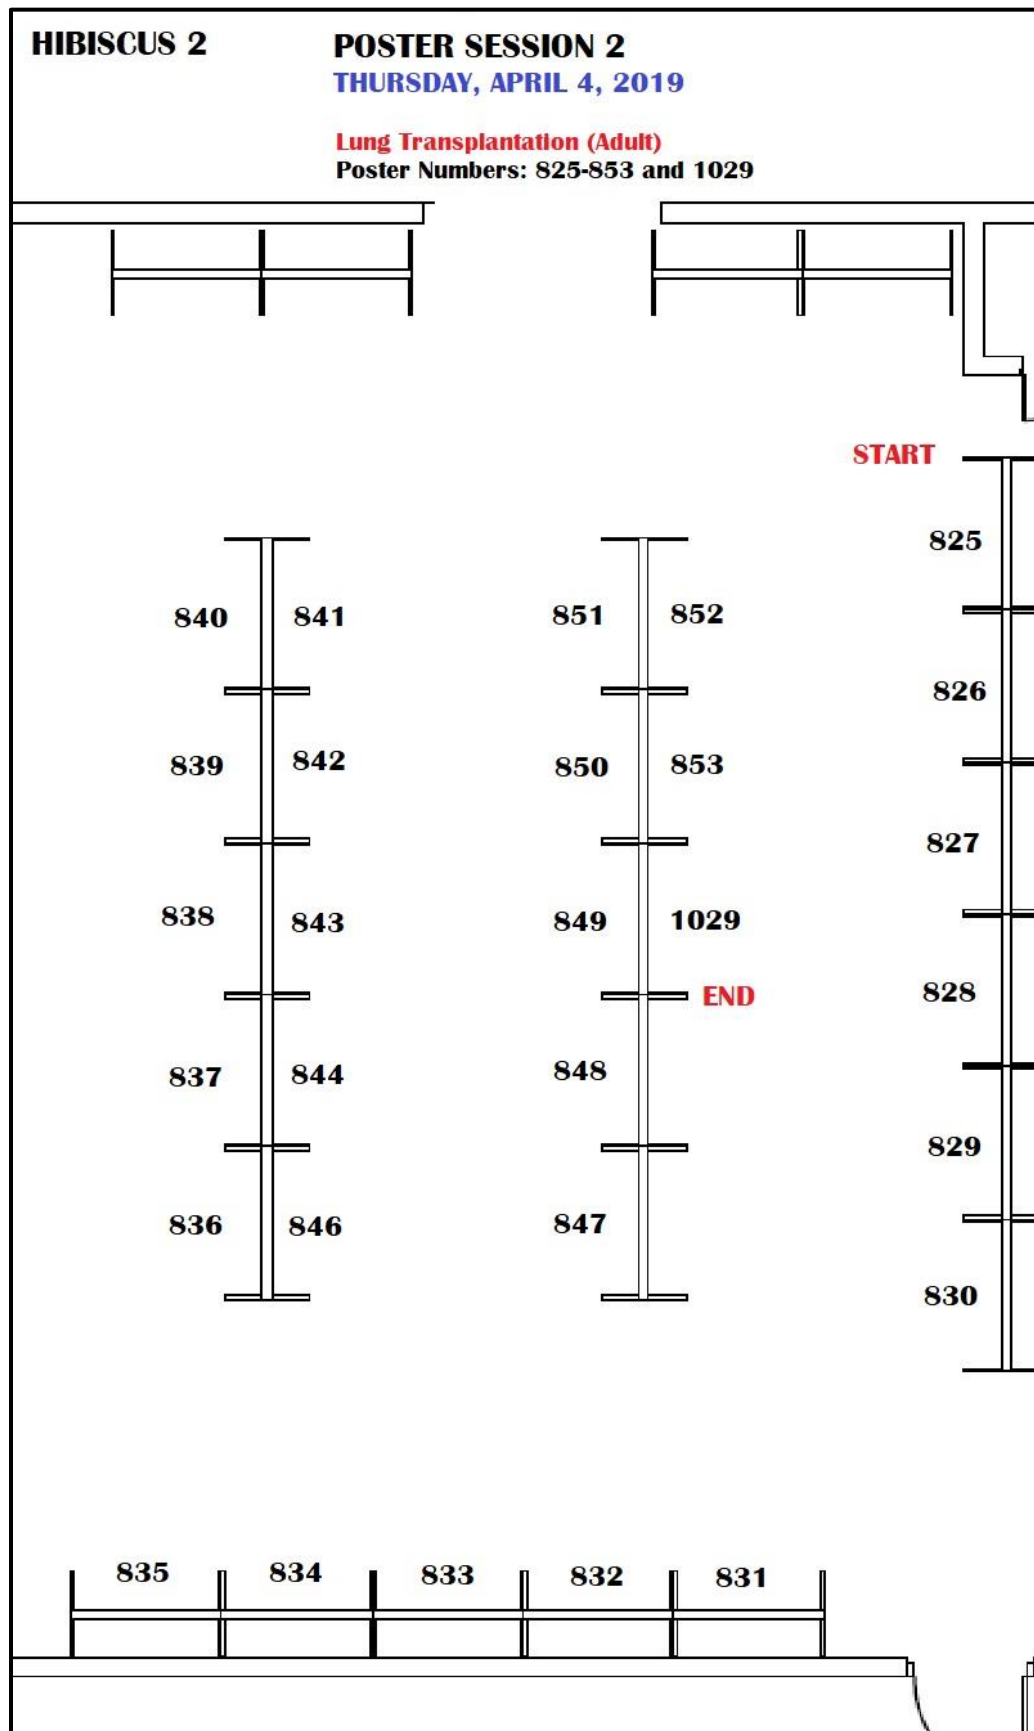 HIBISCUS 2
POSTER SESSION 2
THURSDAY, APRIL 4, 2019
Lung Transplantation (Adult)
Poster Numbers: 825-853 and 1029
START
825
840 841 851 852
826
839 842 850 853
827
838 843 849 1029
828
END
837 844 848
829
836 846 847
830
835 834 833 832 831